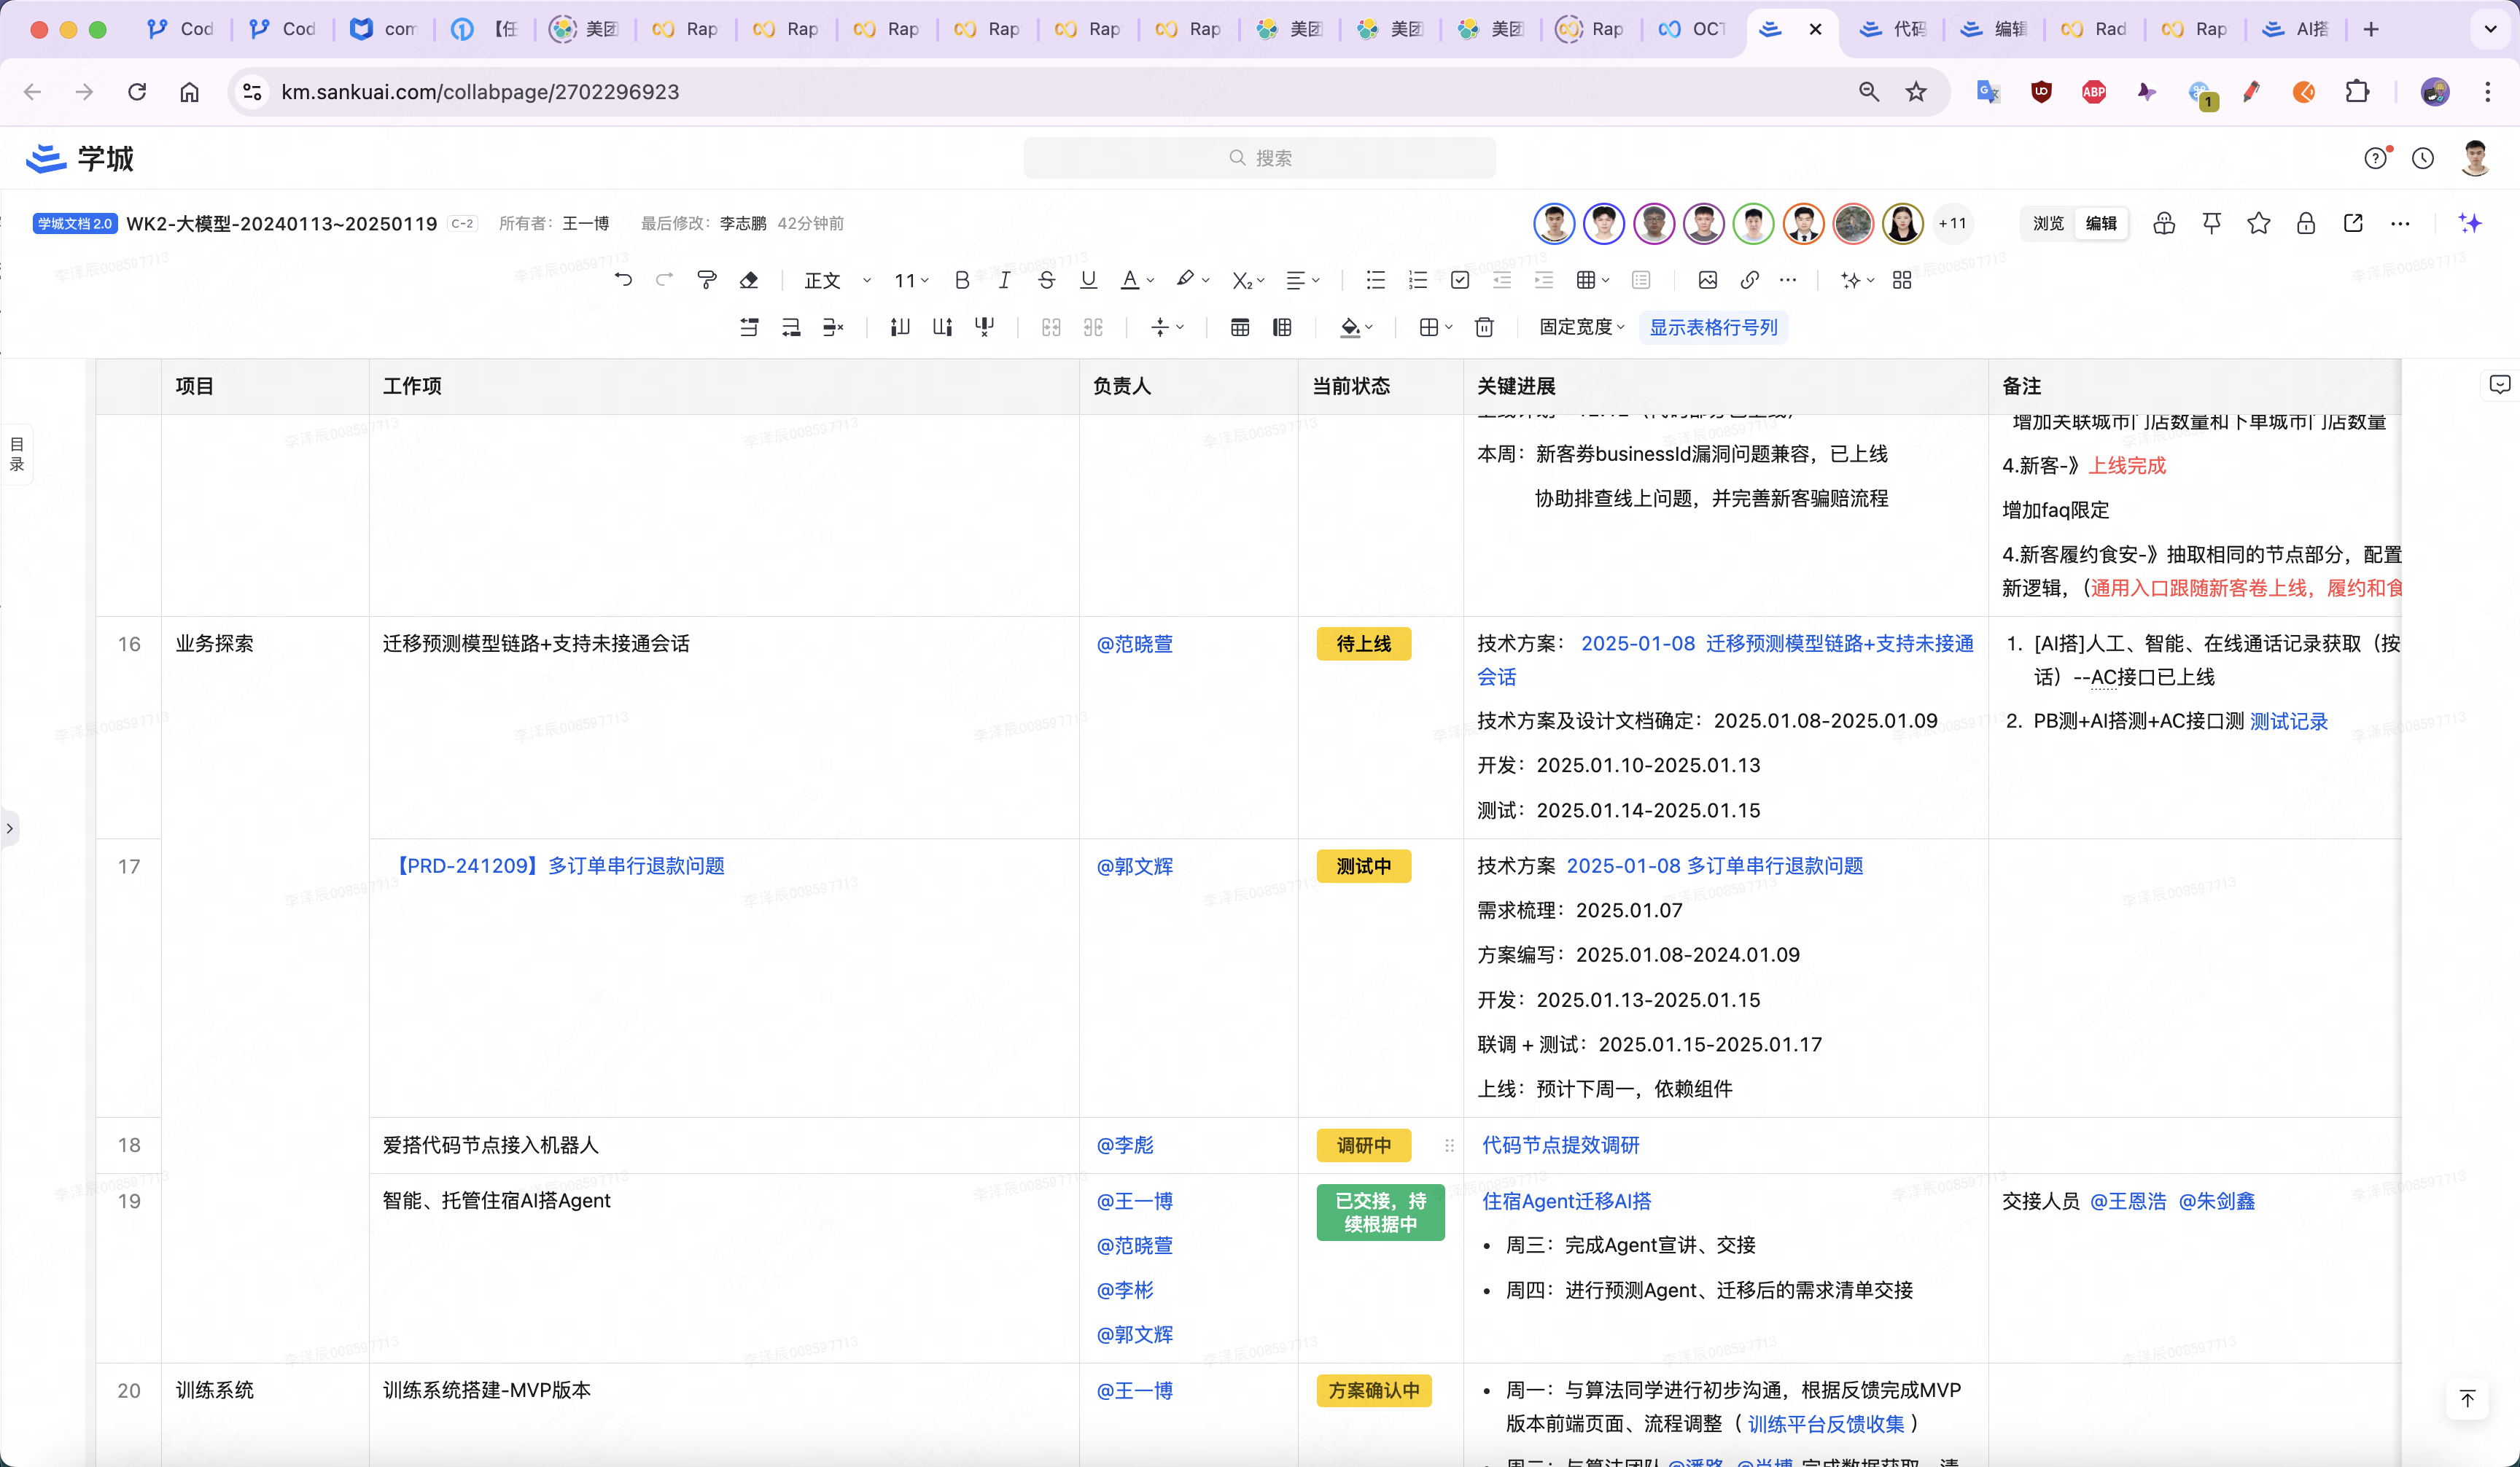 Cod
Cod
com
【任
美团
Rap
Rap
Rap
Rap
Rap
Rap
美团
美团
美团
Rap
OCT
代码
编辑
Rad
Rap
AI搭
km.sankuai.com/collabpage/2702296923
ABP
1
学城
搜索
学城文档2.0 WK2-大模型-20240113~20250119 C-2 所有者：王一博 最后修改：李志鹏 42分钟前
+11
浏览 编辑
正文 11
固定宽度 显示表格行号列
目录
项目 工作项 负责人 当前状态 关键进展 备注
增加关联城市门店数量和下单城市门店数量
本周：新客券businessId漏洞问题兼容，已上线
4.新客-》上线完成
协助排查线上问题，并完善新客骗赔流程
增加faq限定
4.新客履约食安-》抽取相同的节点部分，配置
新逻辑，（通用入口跟随新客卷上线，履约和食
16 业务探索 迁移预测模型链路+支持未接通会话 @范晓萱 待上线
技术方案： 2025-01-08 迁移预测模型链路+支持未接通
会话
技术方案及设计文档确定：2025.01.08-2025.01.09
开发：2025.01.10-2025.01.13
测试：2025.01.14-2025.01.15
1. [AI搭]人工、智能、在线通话记录获取（按
话）--AC接口已上线
2. PB测+AI搭测+AC接口测 测试记录
17 【PRD-241209】多订单串行退款问题 @郭文辉 测试中
技术方案 2025-01-08 多订单串行退款问题
需求梳理：2025.01.07
方案编写：2025.01.08-2024.01.09
开发：2025.01.13-2025.01.15
联调 + 测试：2025.01.15-2025.01.17
上线：预计下周一，依赖组件
18 爱搭代码节点接入机器人 @李彪 调研中 代码节点提效调研
19 智能、托管住宿AI搭Agent
@王一博
@范晓萱
@李彬
@郭文辉
已交接，持
续根据中
住宿Agent迁移AI搭
• 周三：完成Agent宣讲、交接
• 周四：进行预测Agent、迁移后的需求清单交接
交接人员 @王恩浩 @朱剑鑫
20 训练系统 训练系统搭建-MVP版本 @王一博 方案确认中
• 周一：与算法同学进行初步沟通，根据反馈完成MVP
版本前端页面、流程调整（ 训练平台反馈收集 ）
李泽辰008597713